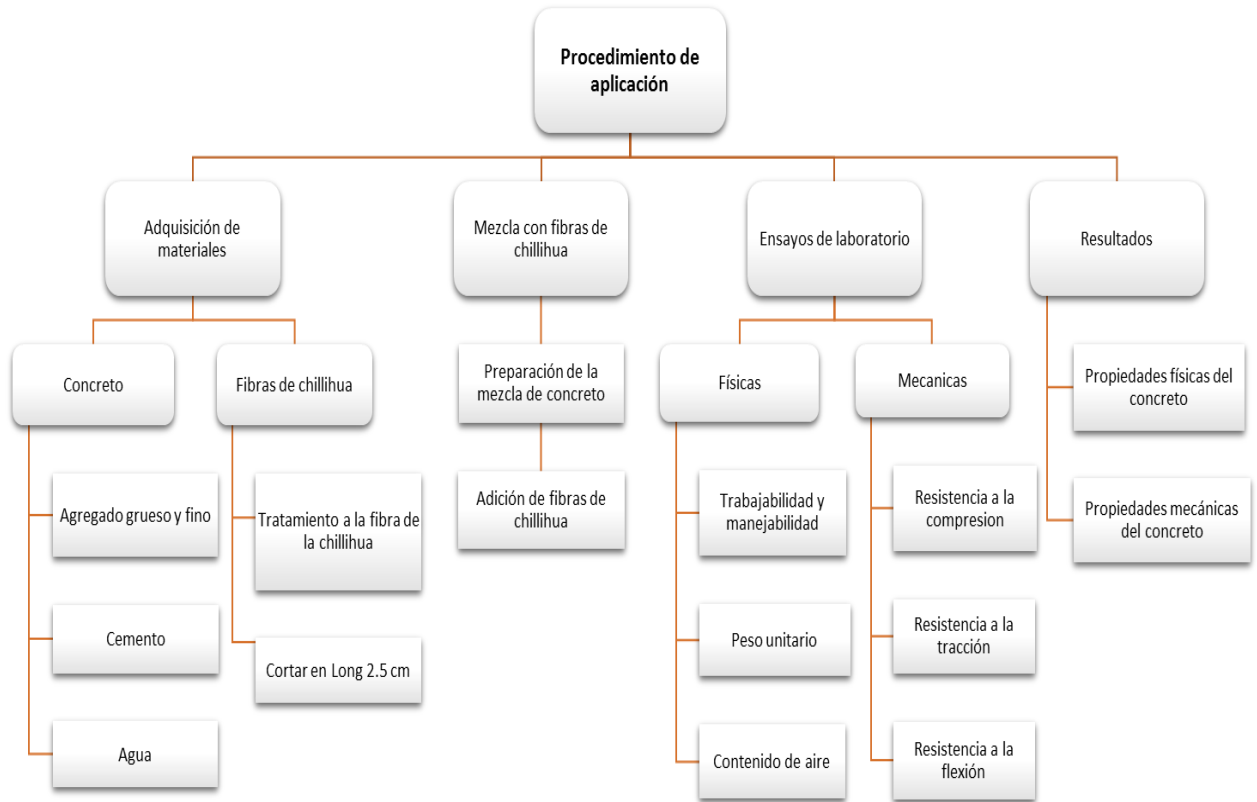 Procedimiento de
aplicación
Adquisición de
materiales
Mezcla con fibras de
chillihua
Ensayos de laboratorio
Resultados
Concreto
Fibras de chillihua
Preparación de la
mezcla de concreto
Físicas
Mecanicas
Propiedades físicas del
concreto
Agregado grueso y fino
Tratamiento a la fibra de
la chillihua
Adición de fibras de
chillihua
Trabajabilidad y
manejabilidad
Resistencia a la
compresion
Propiedades mecánicas
del concreto
Cemento
Cortar en Long 2.5 cm
Peso unitario
Resistencia a la
tracción
Agua
Contenido de aire
Resistencia a la
flexión